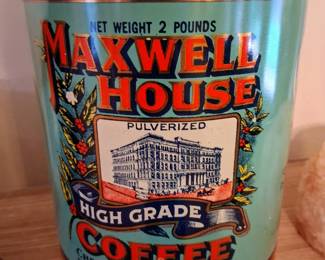 NET WEIGHT 2 POUNDS
MAXWELL
HOUSE
PULVERIZED
HIGH GRADE
COFFEE